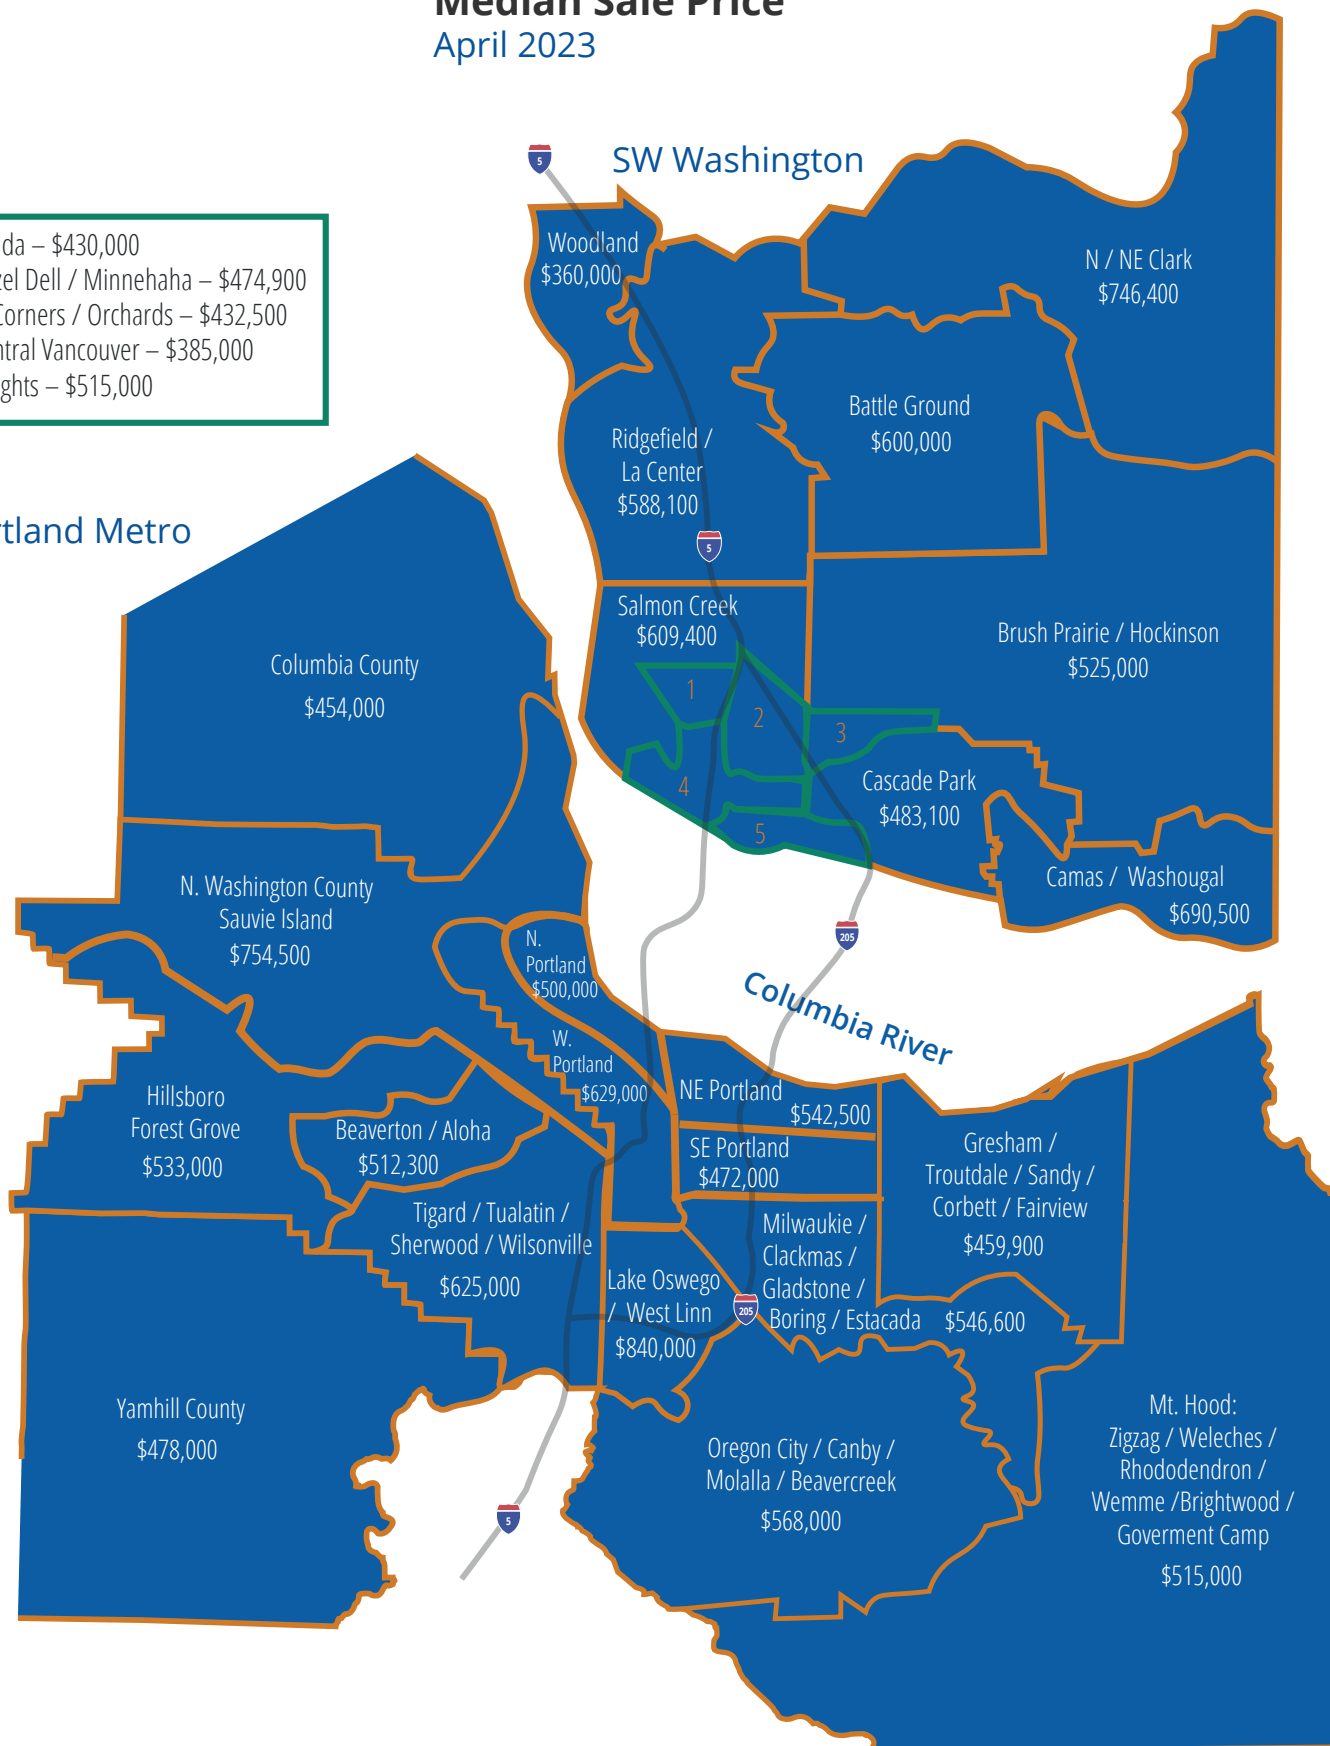 Median Sale Price
April 2023
SW Washington
da – $430,000
zel Dell / Minnehaha – $474,900
Corners / Orchards – $432,500
ntral Vancouver – $385,000
ghts – $515,000
rtland Metro
5
Woodland
$360,000
N / NE Clark
$746,400
Battle Ground
$600,000
Ridgefield /
La Center
$588,100
5
Salmon Creek
$609,400
Brush Prairie / Hockinson
$525,000
1
2
3
4
5
Cascade Park
$483,100
Camas / Washougal
$690,500
205
Columbia River
Columbia County
$454,000
N. Washington County
Sauvie Island
$754,500
N.
Portland
$500,000
W.
Portland
$629,000
NE Portland
$542,500
SE Portland
$472,000
Hillsboro
Forest Grove
$533,000
Beaverton / Aloha
$512,300
Tigard / Tualatin /
Sherwood / Wilsonville
$625,000
Gresham /
Troutdale / Sandy /
Corbett / Fairview
$459,900
Milwaukie /
Clackmas /
Gladstone /
Boring / Estacada $546,600
Lake Oswego
/ West Linn
$840,000
205
Yamhill County
$478,000
5
Oregon City / Canby /
Molalla / Beavercreek
$568,000
Mt. Hood:
Zigzag / Weleches /
Rhododendron /
Wemme /Brightwood /
Goverment Camp
$515,000